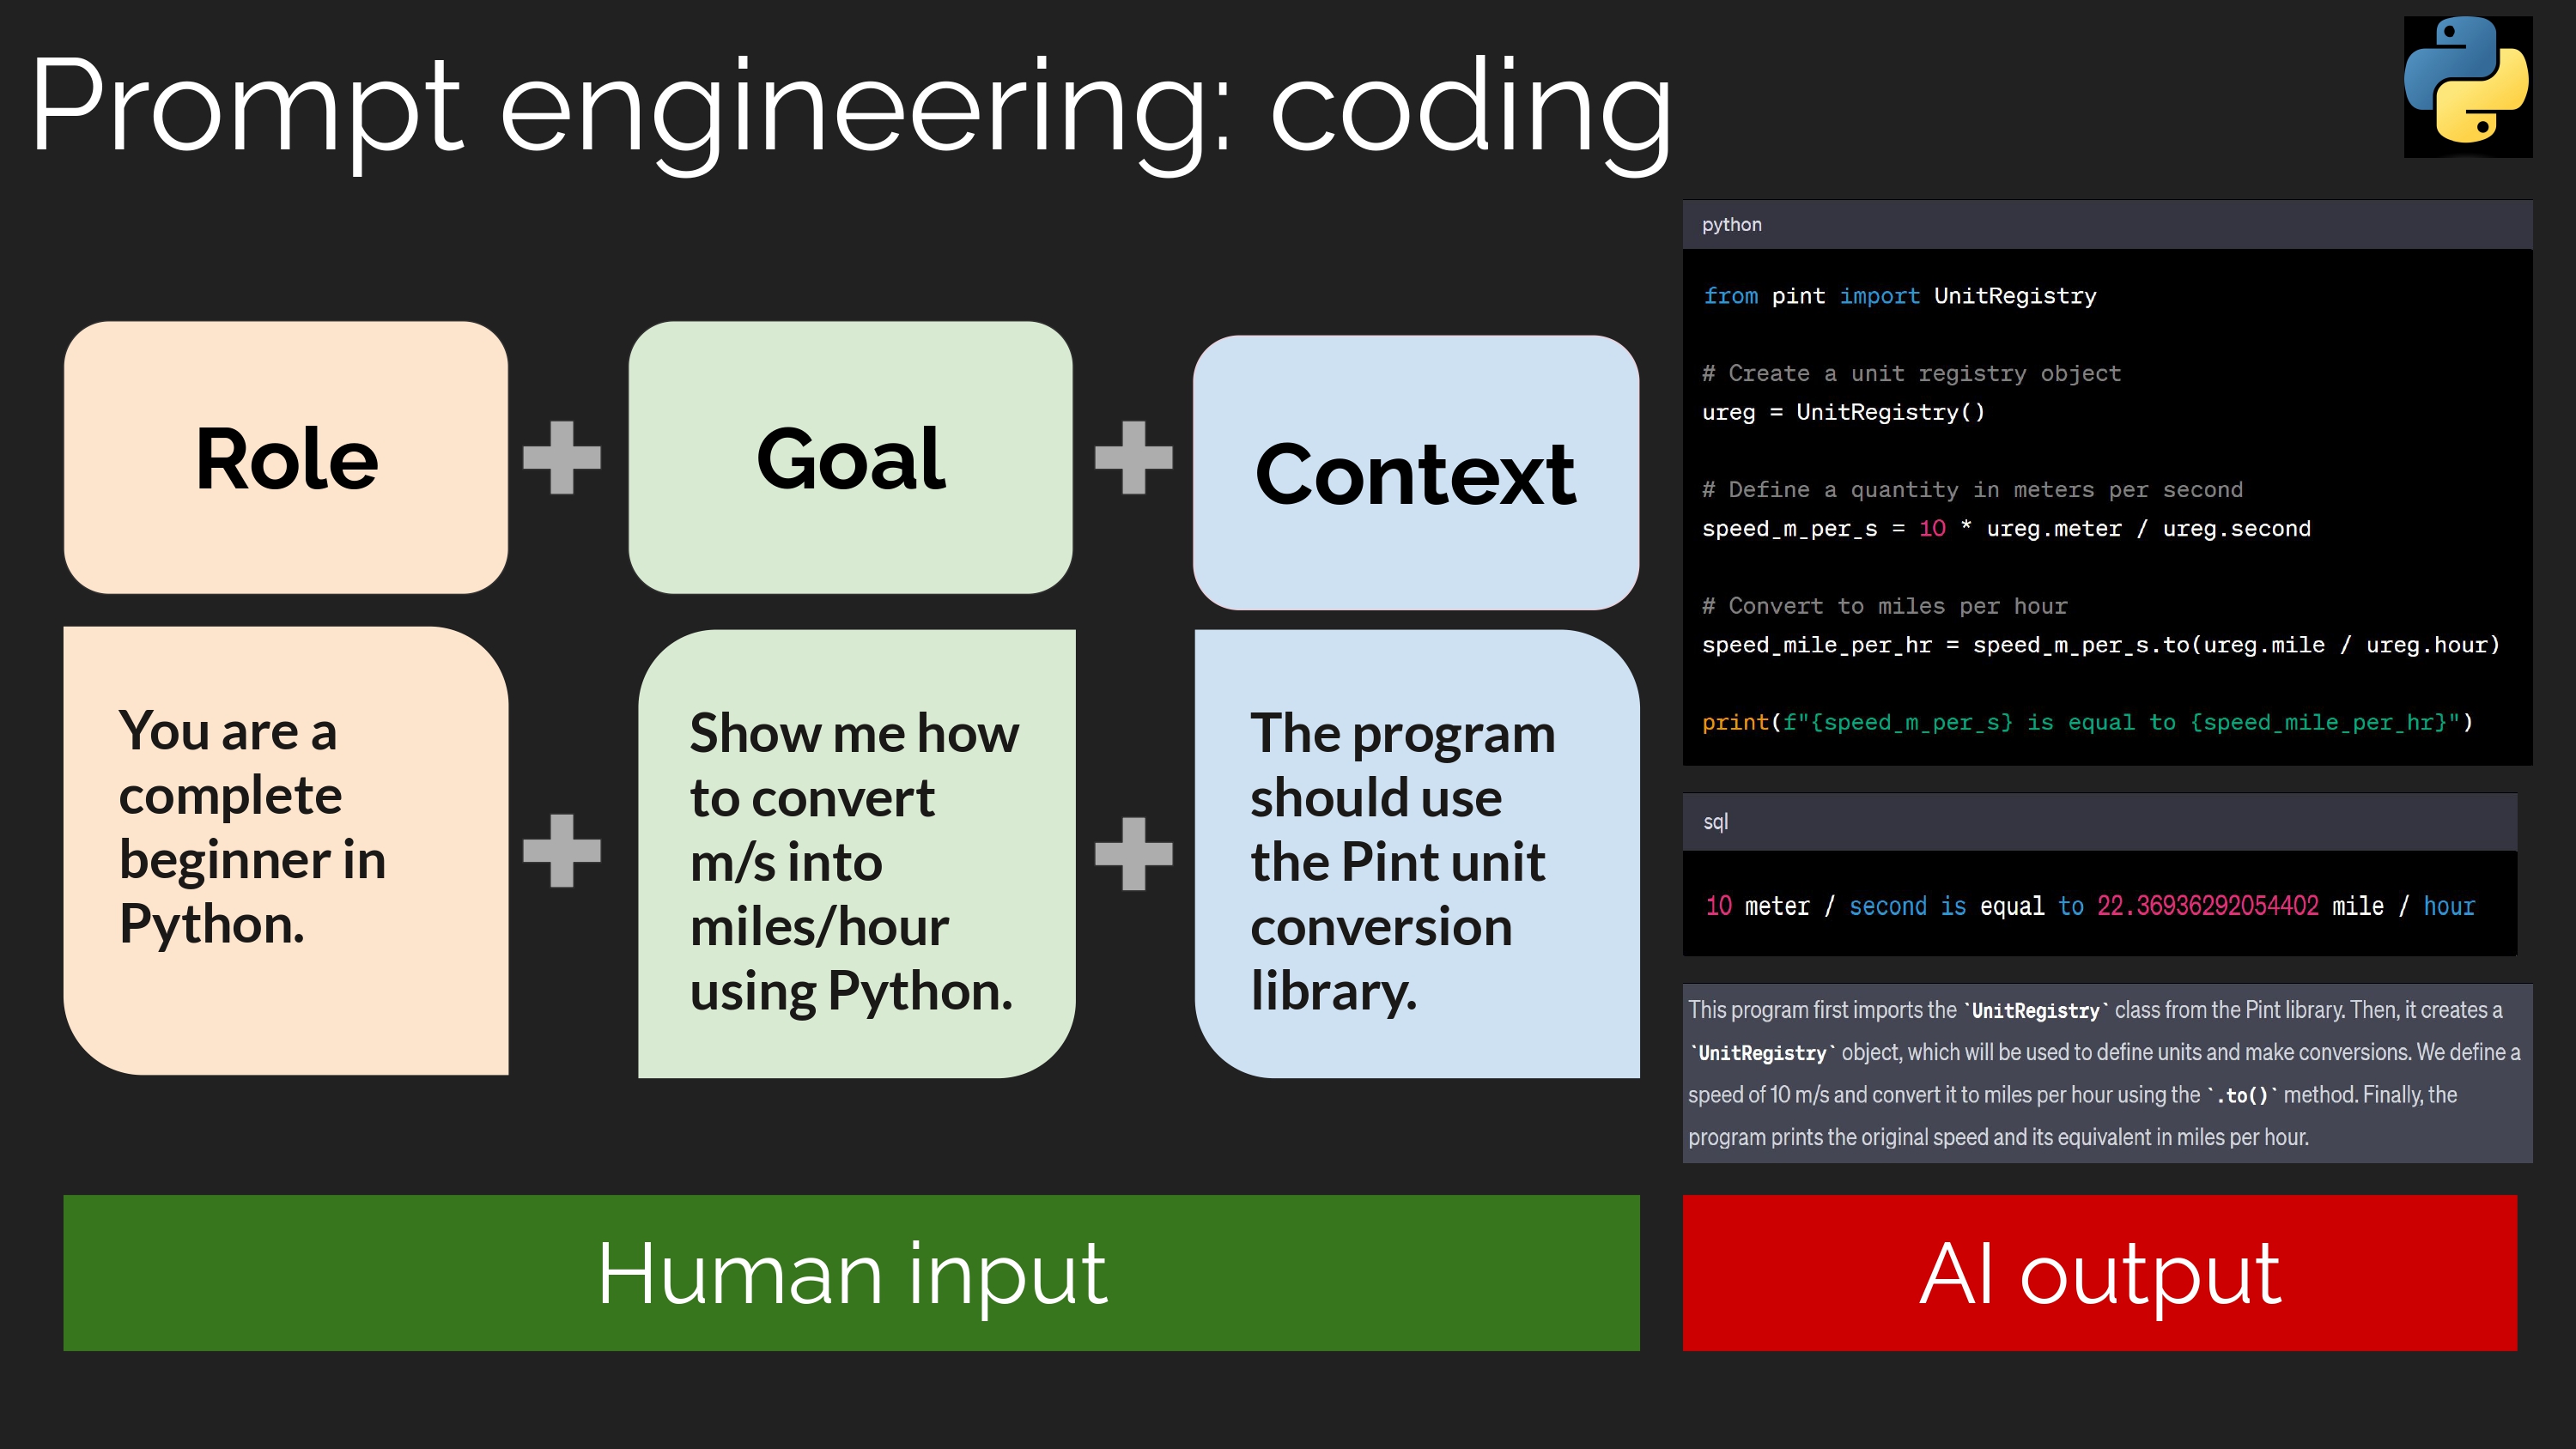 Prompt engineering: coding
Role
Goal
Context
You are a
complete
beginner in
Python.
Show me how
to convert
m/s into
miles/hour
using Python.
The program
should use
the Pint unit
conversion
library.
Human input
python
from pint import UnitRegistry
# Create a unit registry object
ureg = UnitRegistry()
# Define a quantity in meters per second
speed_m_per_s = 10 * ureg.meter / ureg.second
# Convert to miles per hour
speed_mile_per_hr = speed_m_per_s.to(ureg.mile / ureg.hour)
print(f"{speed_m_per_s} is equal to {speed_mile_per_hr}")
sql
10 meter / second is equal to 22.36936292054402 mile / hour
This program first imports the `UnitRegistry` class from the Pint library. Then, it creates a
`UnitRegistry` object, which will be used to define units and make conversions. We define a
speed of 10 m/s and convert it to miles per hour using the `.to()` method. Finally, the
program prints the original speed and its equivalent in miles per hour.
AI output